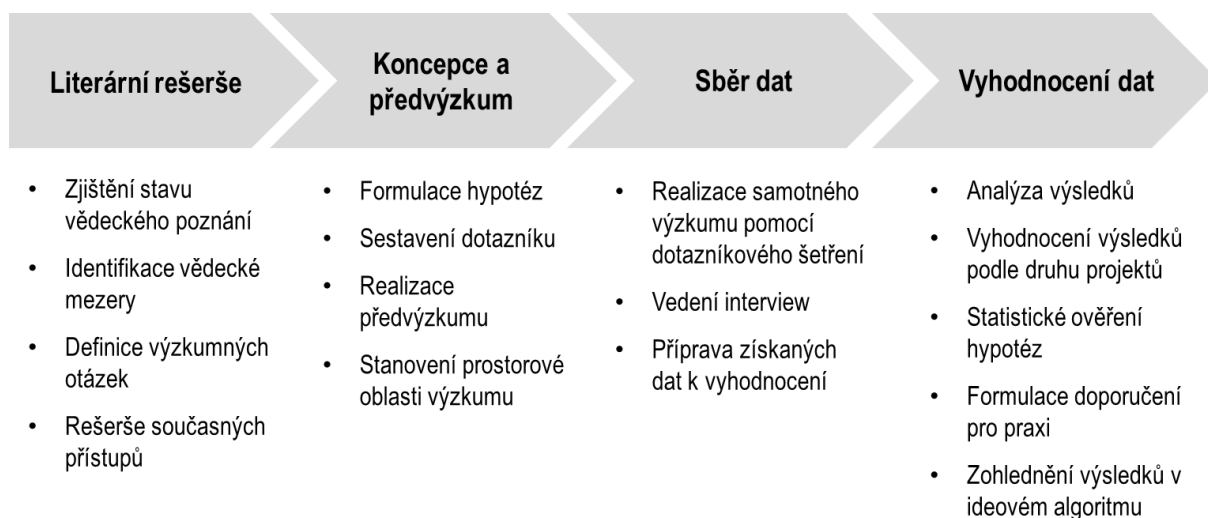 Literární rešerše
Koncepce a
předvýzkum
Sběr dat
Vyhodnocení dat
• Zjištění stavu
vědeckého poznání
• Identifikace vědecké
mezery
• Definice výzkumných
otázek
• Rešerše současných
přístupů
• Formulace hypotéz
• Sestavení dotazníku
• Realizace
předvýzkumu
• Stanovení prostorové
oblasti výzkumu
• Realizace samotného
výzkumu pomocí
dotazníkového šetření
• Vedení interview
• Příprava získaných
dat k vyhodnocení
• Analýza výsledků
• Vyhodnocení výsledků
podle druhu projektů
• Statistické ověření
hypotéz
• Formulace doporučení
pro praxi
• Zohlednění výsledků v
ideovém algoritmu